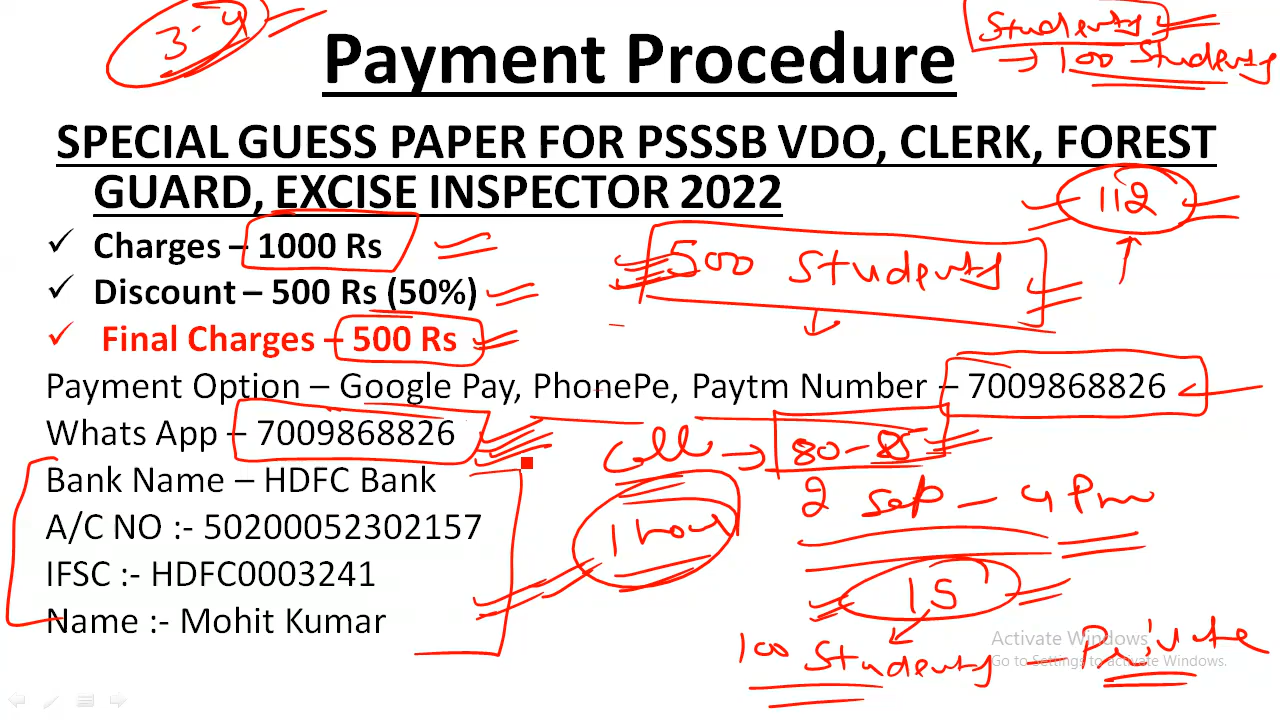 3-4
Students
→ 100 Students
Payment Procedure
SPECIAL GUESS PAPER FOR PSSSB VDO, CLERK, FOREST
GUARD, EXCISE INSPECTOR 2022
112
✓ Charges – 1000 Rs
500 Students
✓ Discount – 500 Rs (50%)
✓ Final Charges – 500 Rs
Payment Option – Google Pay, PhonePe, Paytm Number – 7009868826
Whats App – 7009868826
Call → 80-85
Bank Name – HDFC Bank
2 Sep – 4 Pm
A/C NO :- 50200052302157
1 hour
IFSC :- HDFC0003241
15
Name :- Mohit Kumar
100 Students – Private
Activate Windows
Go to Settings to activate Windows.